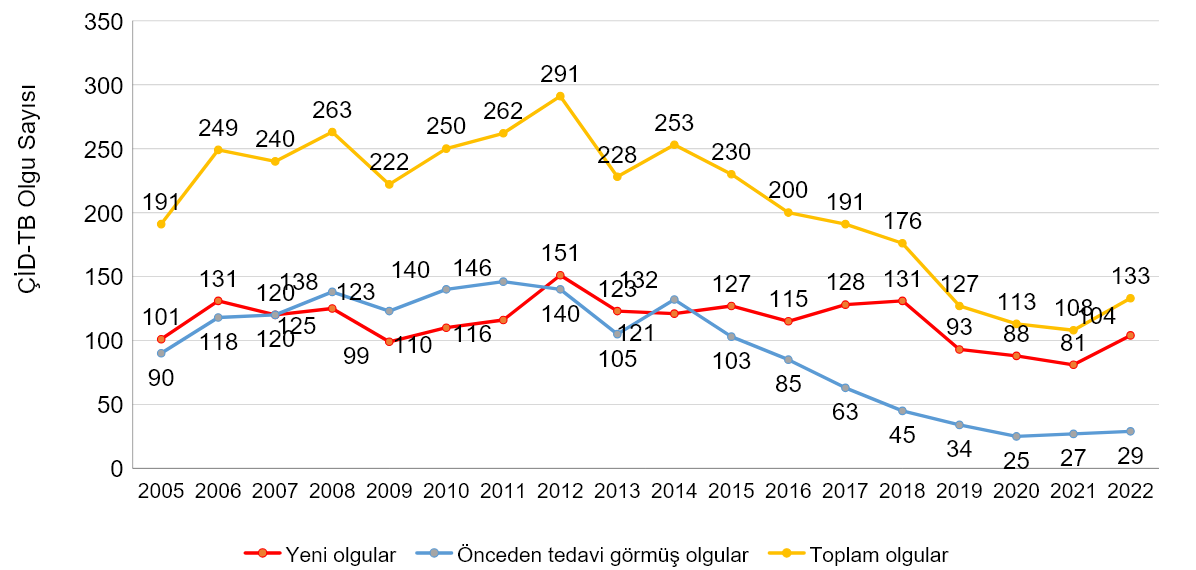 ÇİD-TB Olgu Sayısı
350
300
250
200
150
100
50
0
191 249 240 263 222 250 262 291 228 253 230 200 191 176 127 113 108 133
101 131 120 125 99 110 116 151 123 121 127 115 128 131 93 88 81 104
90 118 120 138 123 140 146 140 105 132 103 85 63 45 34 25 27 29
2005 2006 2007 2008 2009 2010 2011 2012 2013 2014 2015 2016 2017 2018 2019 2020 2021 2022
Yeni olgular Önceden tedavi görmüş olgular Toplam olgular